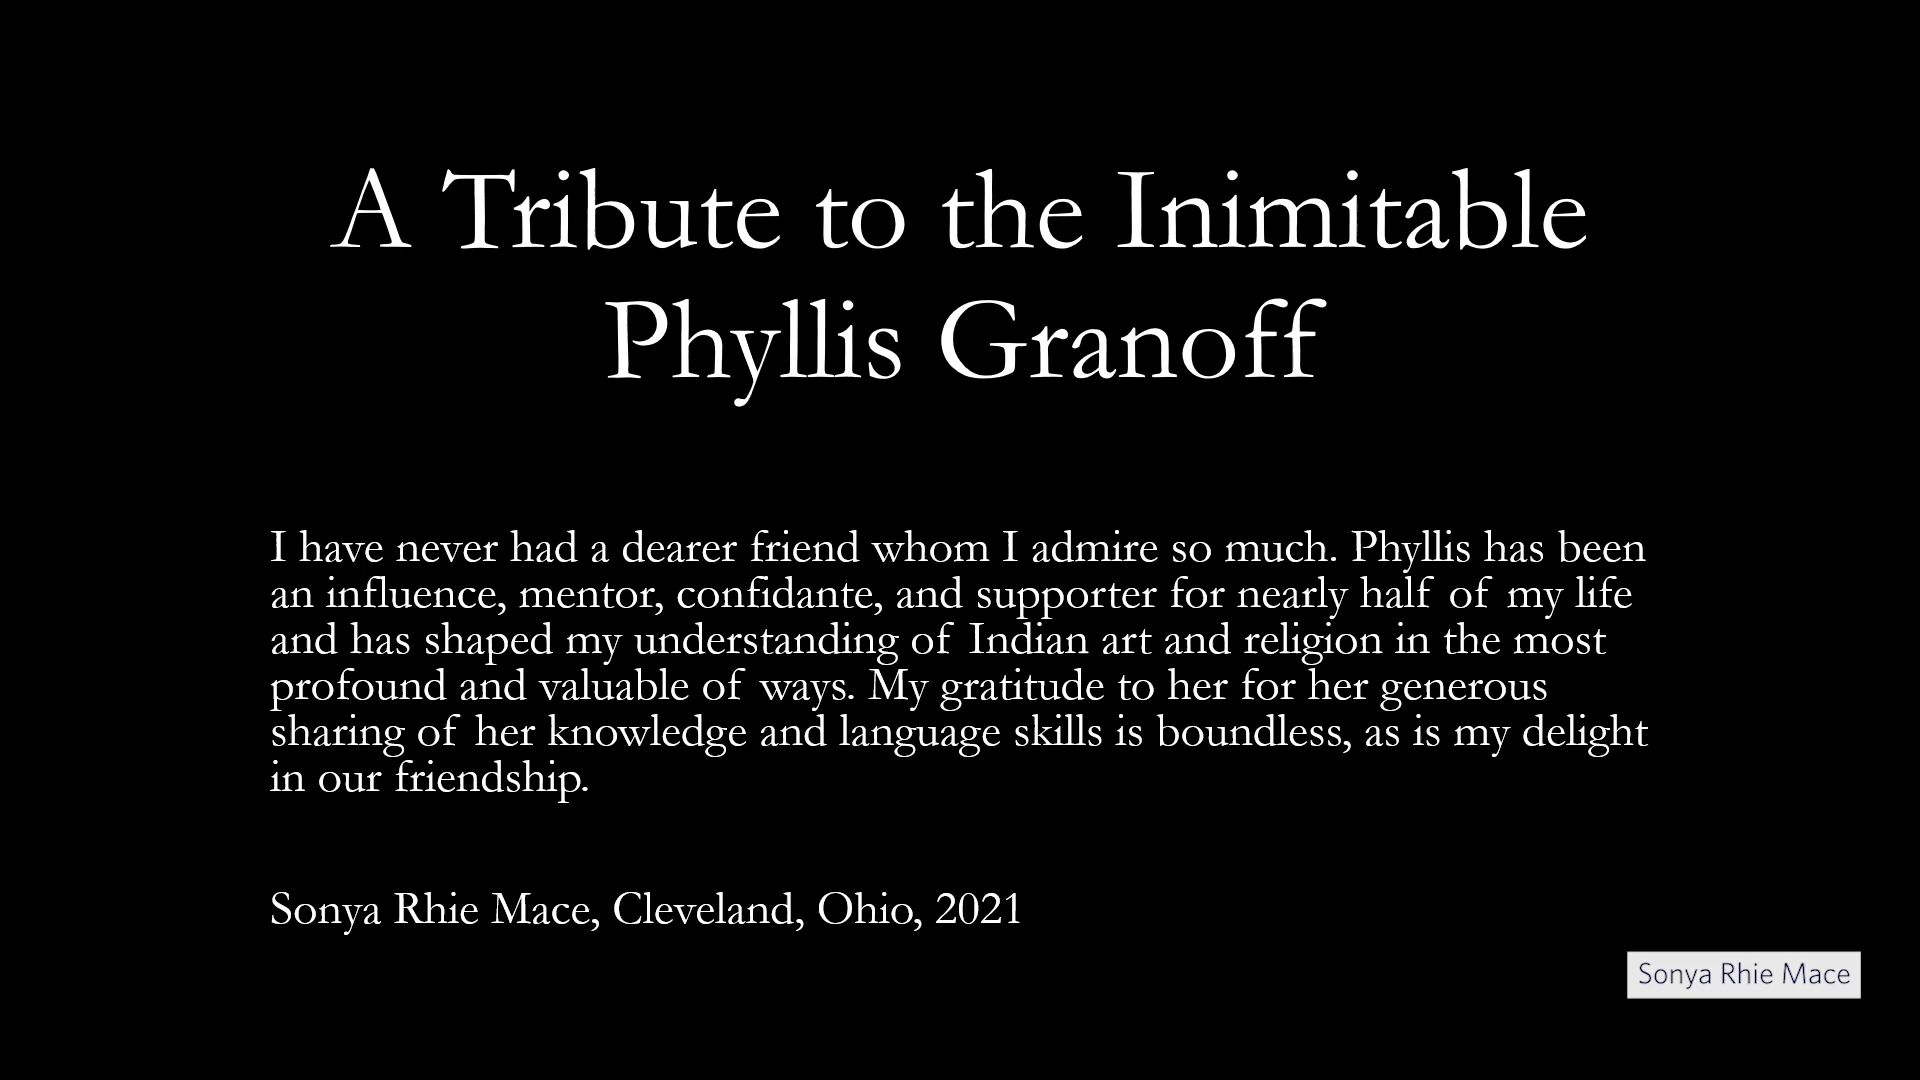 A Tribute to the Inimitable
Phyllis Granoff
I have never had a dearer friend whom I admire so much. Phyllis has been
an influence, mentor, confidante, and supporter for nearly half of my life
and has shaped my understanding of Indian art and religion in the most
profound and valuable of ways. My gratitude to her for her generous
sharing of her knowledge and language skills is boundless, as is my delight
in our friendship.
Sonya Rhie Mace, Cleveland, Ohio, 2021
Sonya Rhie Mace